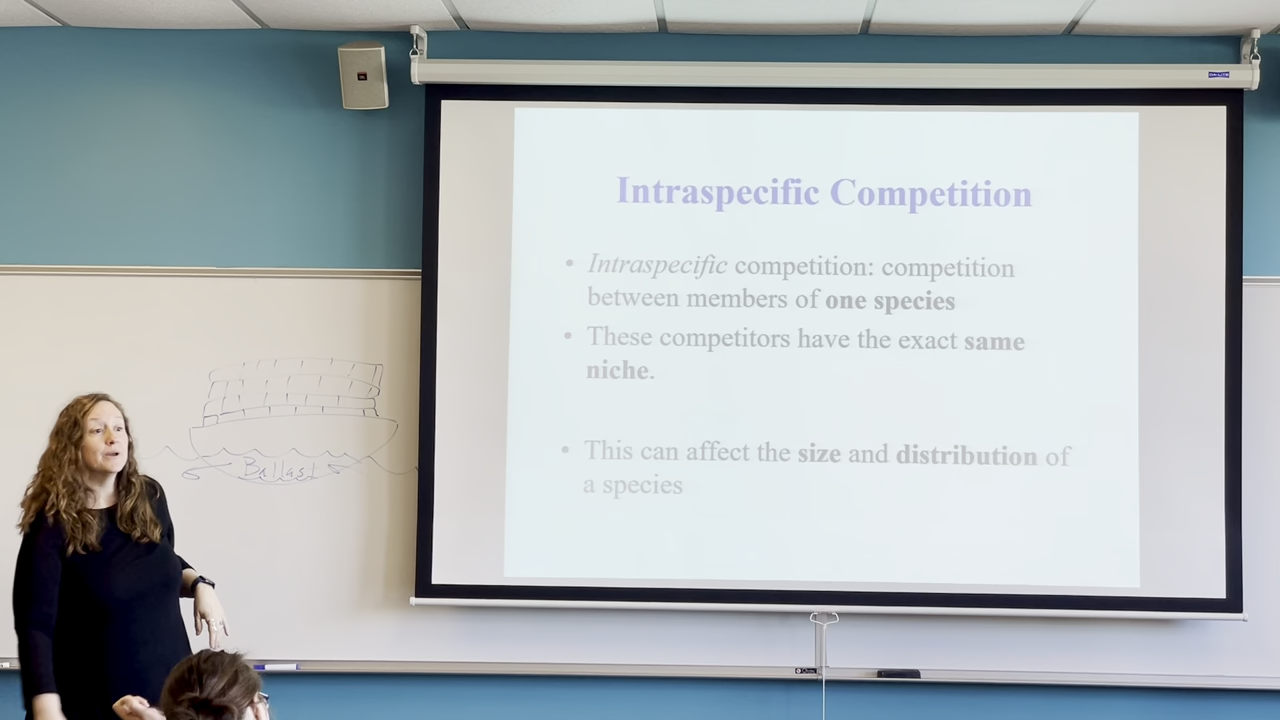 Intraspecific Competition
• Intraspecific competition: competition
between members of one species
• These competitors have the exact same
niche.
• This can affect the size and distribution of
a species
Ballast